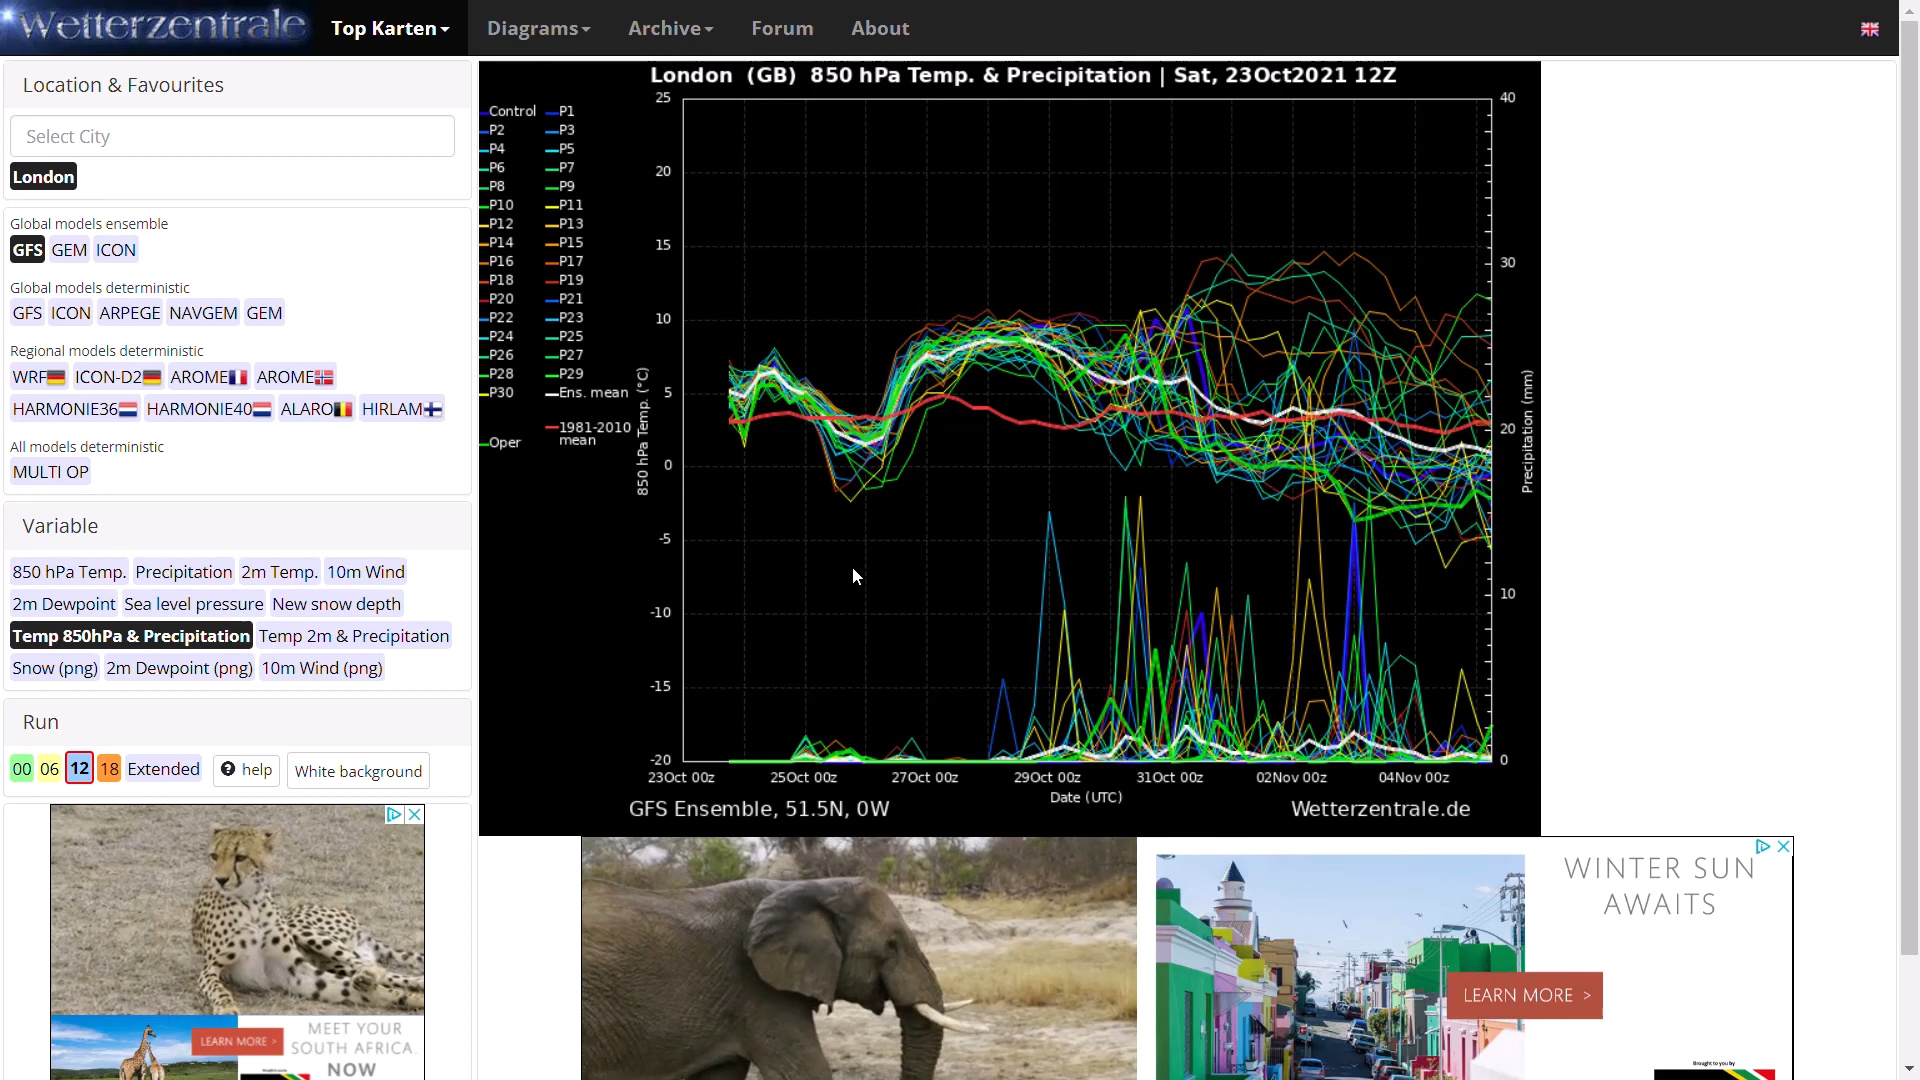 Wetterzentrale
Top Karten
Diagrams
Archive
Forum
About
Location & Favourites
Select City
London
Global models ensemble
GFS GEM ICON
Global models deterministic
GFS ICON ARPEGE NAVGEM GEM
Regional models deterministic
WRF ICON-D2 AROME AROME
HARMONIE36 HARMONIE40 ALARO HIRLAM
All models deterministic
MULTI OP
Variable
850 hPa Temp. Precipitation 2m Temp. 10m Wind
2m Dewpoint Sea level pressure New snow depth
Temp 850hPa & Precipitation Temp 2m & Precipitation
Snow (png) 2m Dewpoint (png) 10m Wind (png)
Run
00 06 12 18 Extended ? help White background
LEARN MORE >
MEET YOUR
SOUTH AFRICA.
NOW
London (GB) 850 hPa Temp. & Precipitation | Sat, 23Oct2021 12Z
Control P1
P2 P3
P4 P5
P6 P7
P8 P9
P10 P11
P12 P13
P14 P15
P16 P17
P18 P19
P20 P21
P22 P23
P24 P25
P26 P27
P28 P29
P30 Ens. mean
Oper 1981-2010
mean
850 hPa Temp. (°C)
25
20
15
10
5
0
-5
-10
-15
-20
40
30
20
10
0
Precipitation (mm)
23Oct 00z 25Oct 00z 27Oct 00z 29Oct 00z 31Oct 00z 02Nov 00z 04Nov 00z
Date (UTC)
GFS Ensemble, 51.5N, 0W
Wetterzentrale.de
WINTER SUN
AWAITS
LEARN MORE >
Brought to you by